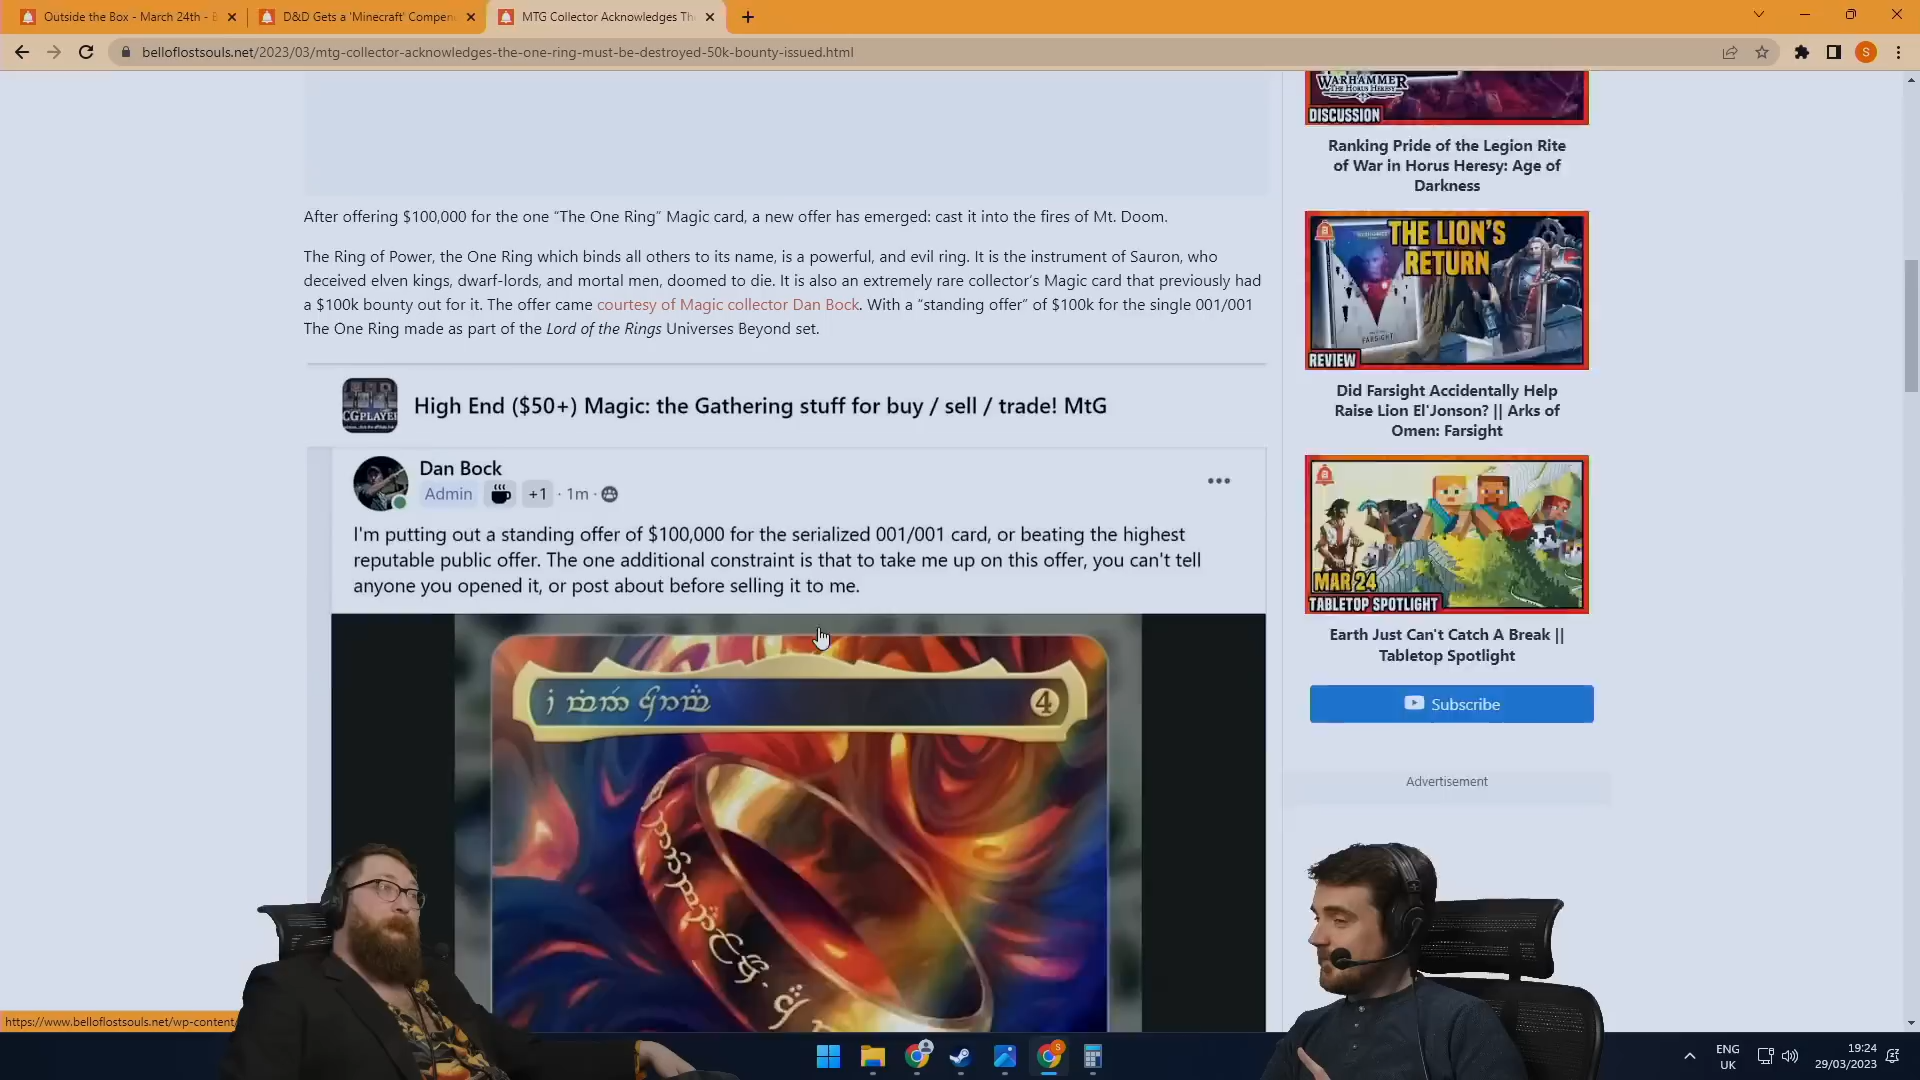 Outside the Box - March 24th - B
D&D Gets a 'Minecraft' Compen
MTG Collector Acknowledges Th
belloflostsouls.net/2023/03/mtg-collector-acknowledges-the-one-ring-must-be-destroyed-50k-bounty-issued.html
S
After offering $100,000 for the one “The One Ring” Magic card, a new offer has emerged: cast it into the fires of Mt. Doom.
The Ring of Power, the One Ring which binds all others to its name, is a powerful, and evil ring. It is the instrument of Sauron, who
deceived elven kings, dwarf-lords, and mortal men, doomed to die. It is also an extremely rare collector’s Magic card that previously had
a $100k bounty out for it. The offer came courtesy of Magic collector Dan Bock. With a “standing offer” of $100k for the single 001/001
The One Ring made as part of the Lord of the Rings Universes Beyond set.
CGPLAYE
High End ($50+) Magic: the Gathering stuff for buy / sell / trade! MtG
Dan Bock
Admin
+1 · 1m ·
I'm putting out a standing offer of $100,000 for the serialized 001/001 card, or beating the highest
reputable public offer. The one additional constraint is that to take me up on this offer, you can't tell
anyone you opened it, or post about before selling it to me.
4
WARHAMMER
THE HORUS HERESY
DISCUSSION
Ranking Pride of the Legion Rite
of War in Horus Heresy: Age of
Darkness
THE LION'S
RETURN
FARSIGHT
REVIEW
Did Farsight Accidentally Help
Raise Lion El'Jonson? || Arks of
Omen: Farsight
MAR 24
TABLETOP SPOTLIGHT
Earth Just Can't Catch A Break ||
Tabletop Spotlight
Subscribe
Advertisement
https://www.belloflostsouls.net/wp-content/
S
ENG
UK
19:24
29/03/2023